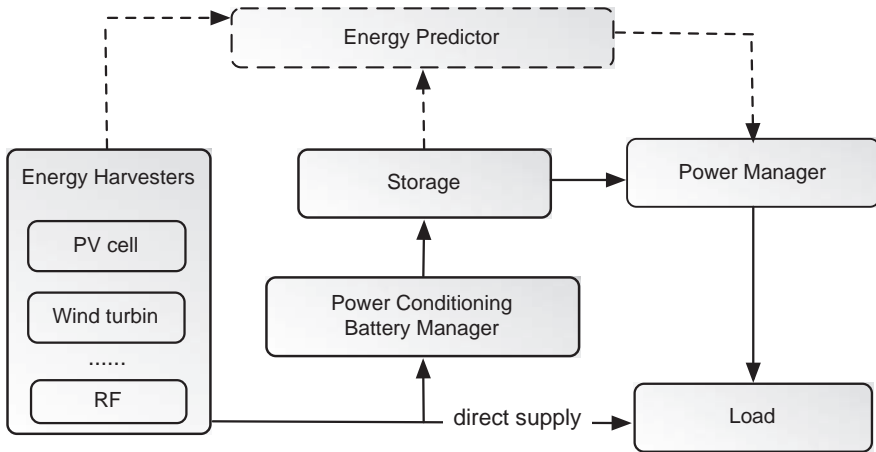 Energy Predictor
Energy Harvesters
PV cell
Wind turbin
......
RF
Storage
Power Conditioning
Battery Manager
Power Manager
direct supply
Load